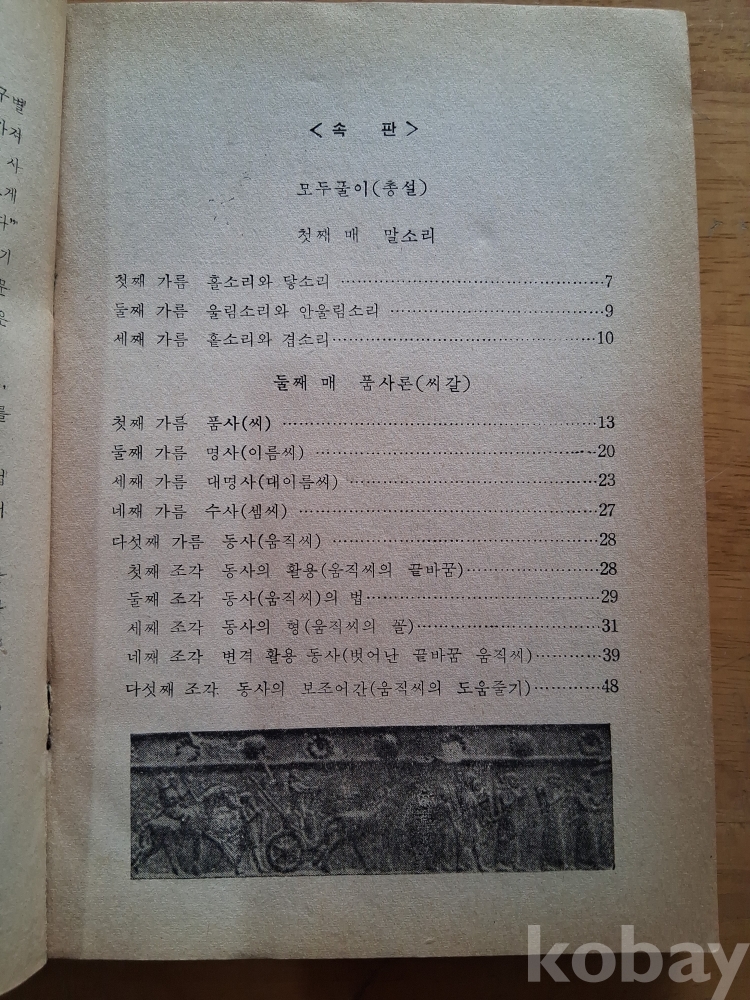 구별
사
게
다"
기
를
<속 판>
모두풀이(총설)
첫째 매 말소리
첫째 가름 홀소리와 닿소리 ……………………………………7
둘째 가름 울림소리와 안울림소리 ……………………………9
세째 가름 홑소리와 겹소리……………………………………10
둘째 매 품사론(씨갈)
첫째 가름 품사(씨) ……………………………………………13
둘째 가름 명사(이름씨)………………………………………20
세째 가름 대명사(대이름씨)…………………………………23
네째 가름 수사(셈씨)…………………………………………27
다섯째 가름 동사(움직씨)……………………………………28
첫째 조각 동사의 활용(움직씨의 끝바꿈)…………………28
둘째 조각 동사(움직씨)의 법………………………………29
세째 조각 동사의 형(움직씨의 꼴)…………………………31
네째 조각 변격 활용 동사(벗어난 끝바꿈 움직씨)…………39
다섯째 조각 동사의 보조어간(움직씨의 도움줄기)…………48
kobay